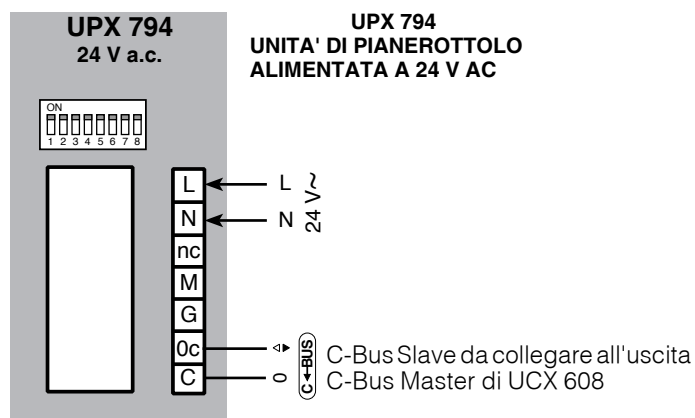 UPX 794
24 V a.c.
UPX 794
UNITA' DI PIANEROTTOLO
ALIMENTATA A 24 V AC
ON
1 2 3 4 5 6 7 8
L
L
N
N
24 V~
nc
M
G
0c
C
0
C BUS
C-Bus Slave da collegare all'uscita
C-Bus Master di UCX 608